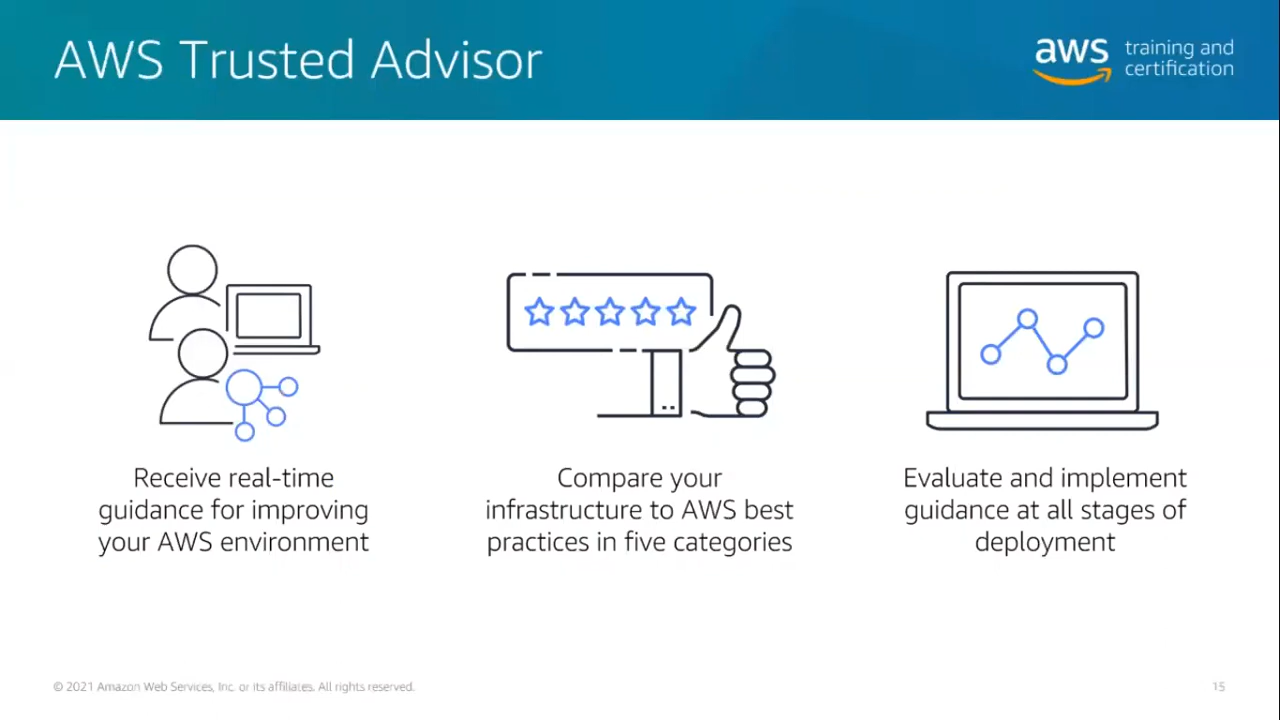 AWS Trusted Advisor
aws
training and
certification
Receive real-time
guidance for improving
your AWS environment
Compare your
infrastructure to AWS best
practices in five categories
Evaluate and implement
guidance at all stages of
deployment
© 2021 Amazon Web Services, Inc. or its affiliates. All rights reserved.
15